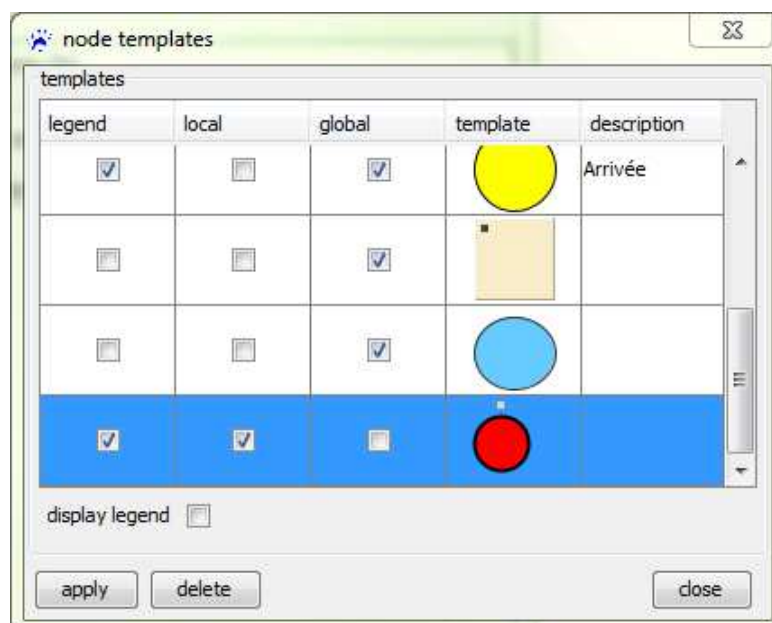 node templates
templates
legend local global template description
Arrivée
display legend
apply delete close